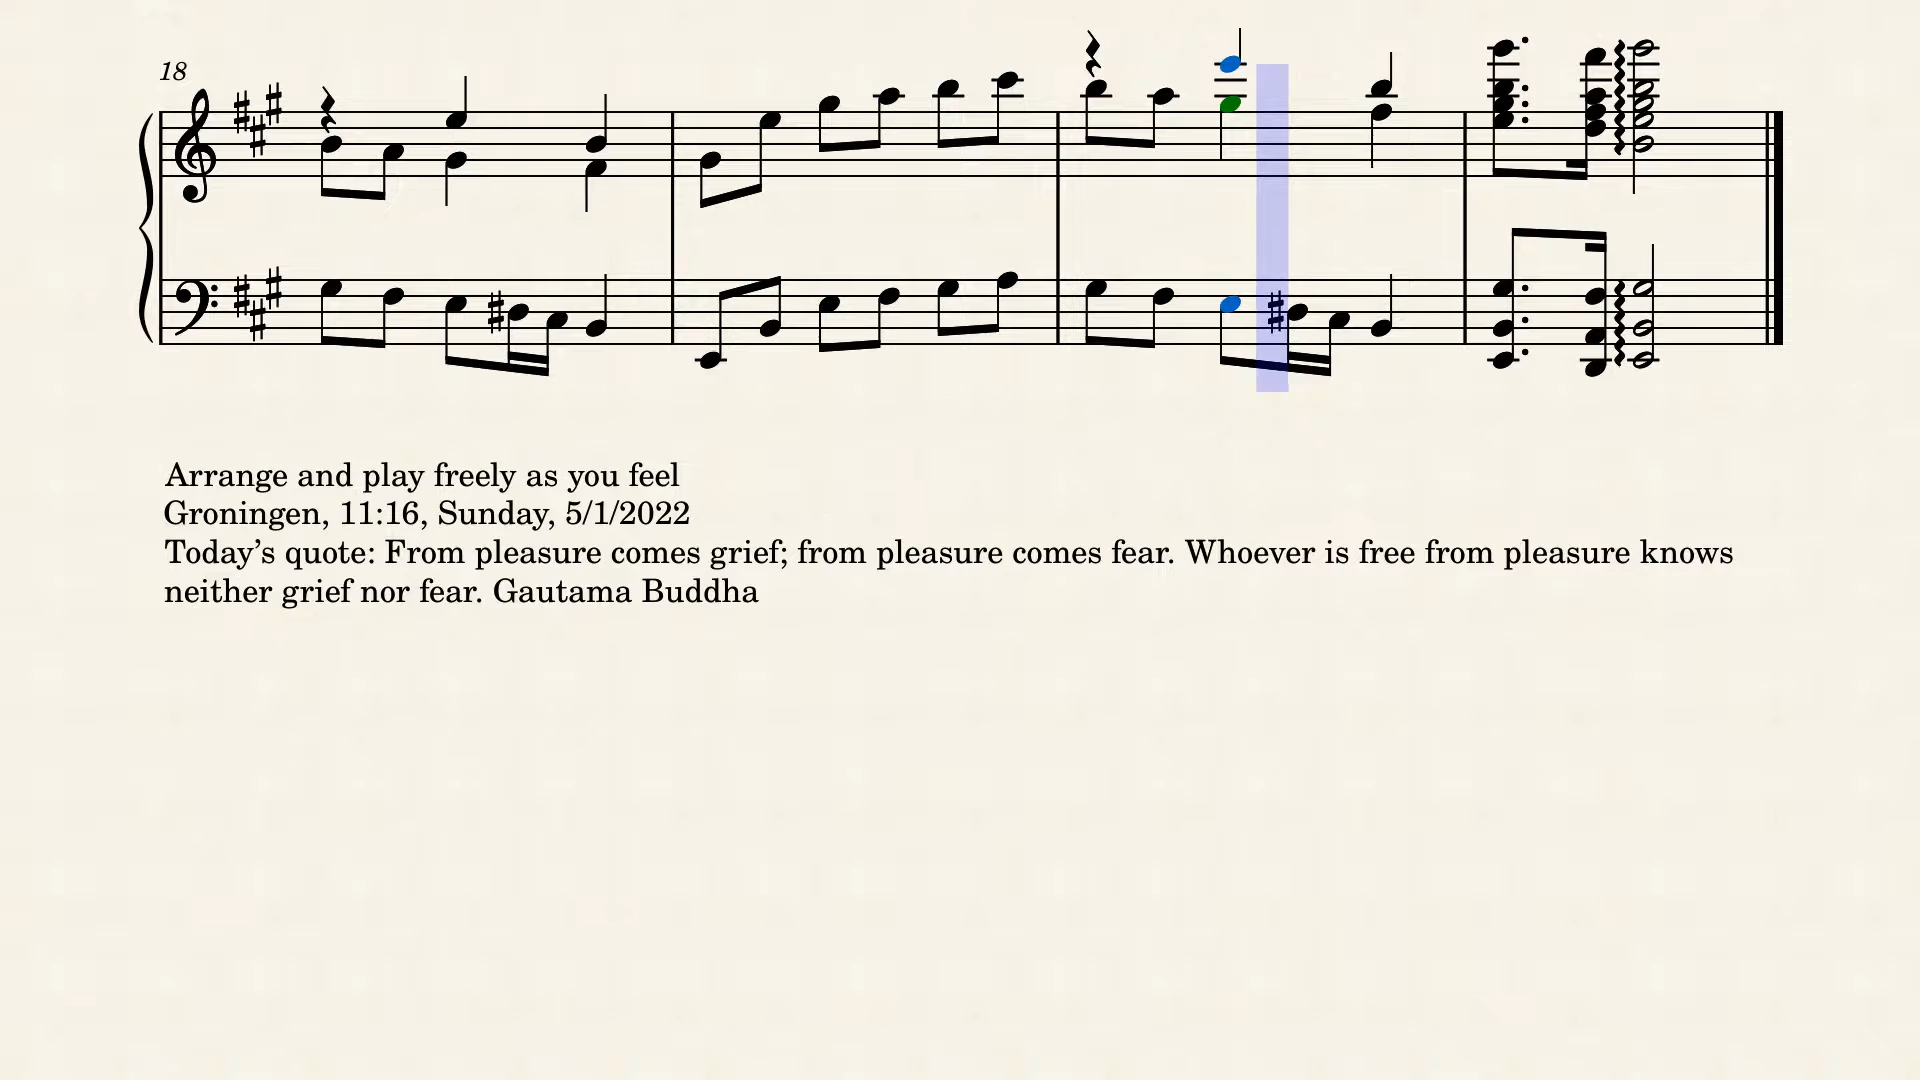 18
Arrange and play freely as you feel
Groningen, 11:16, Sunday, 5/1/2022
Today’s quote: From pleasure comes grief; from pleasure comes fear. Whoever is free from pleasure knows
neither grief nor fear. Gautama Buddha